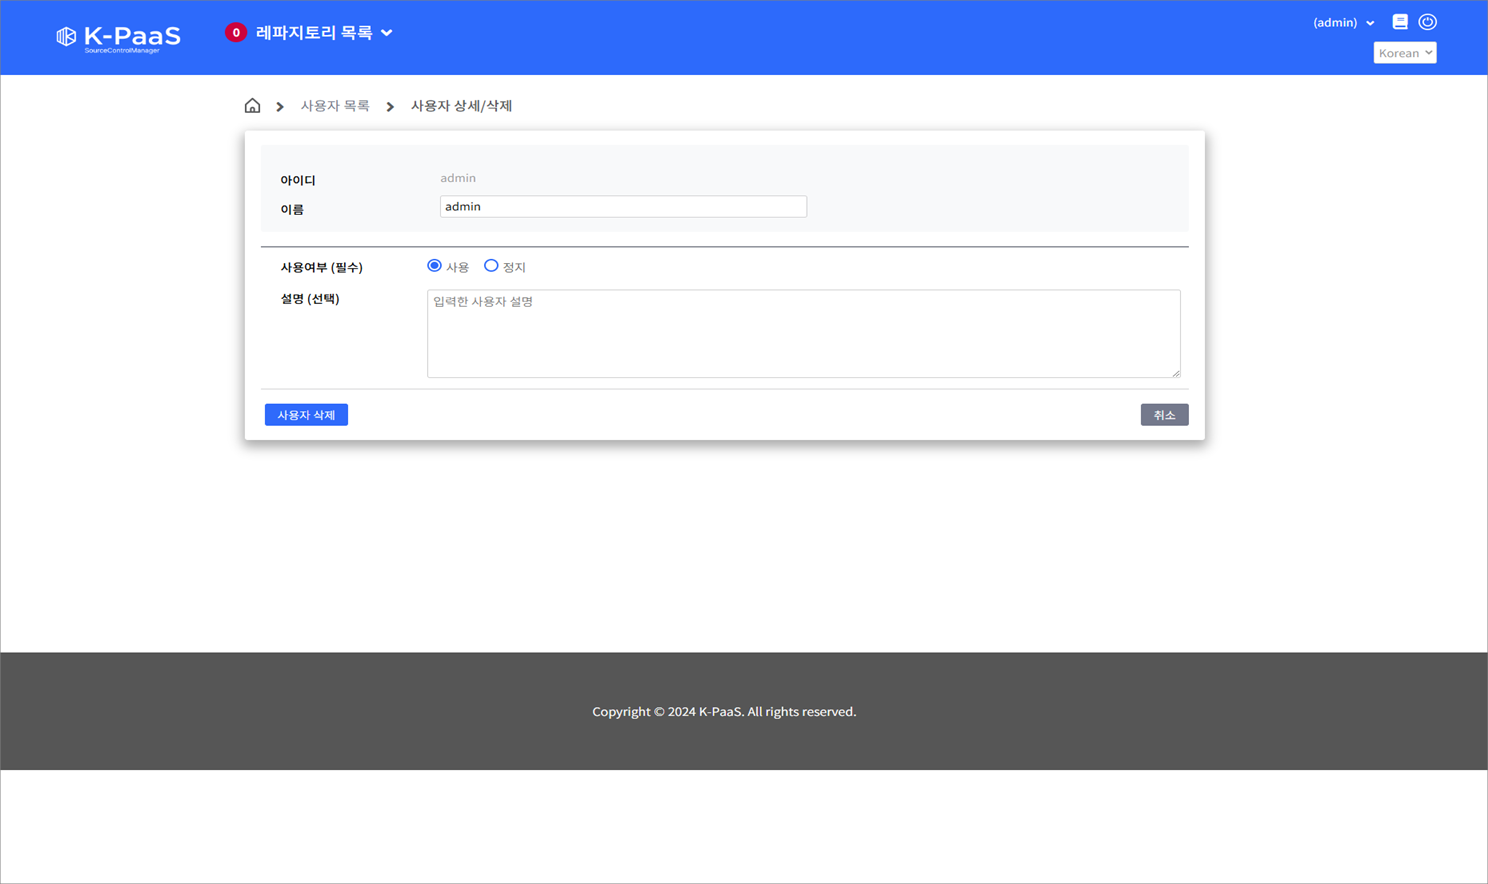 K-PaaS
SourceControlManager
0 레파지토리 목록
(admin)
Korean
사용자 목록 사용자 상세/삭제
아이디 admin
이름 admin
사용여부 (필수) 사용 정지
설명 (선택) 입력한 사용자 설명
사용자 삭제 취소
Copyright © 2024 K-PaaS. All rights reserved.